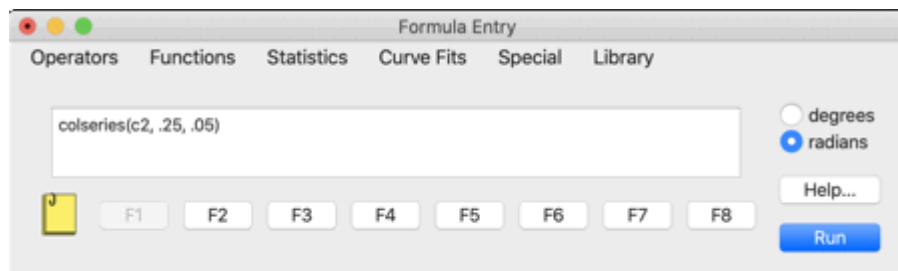 Formula Entry
Operators Functions Statistics Curve Fits Special Library
colseries(c2, .25, .05)
degrees
radians
Help...
F1 F2 F3 F4 F5 F6 F7 F8
Run